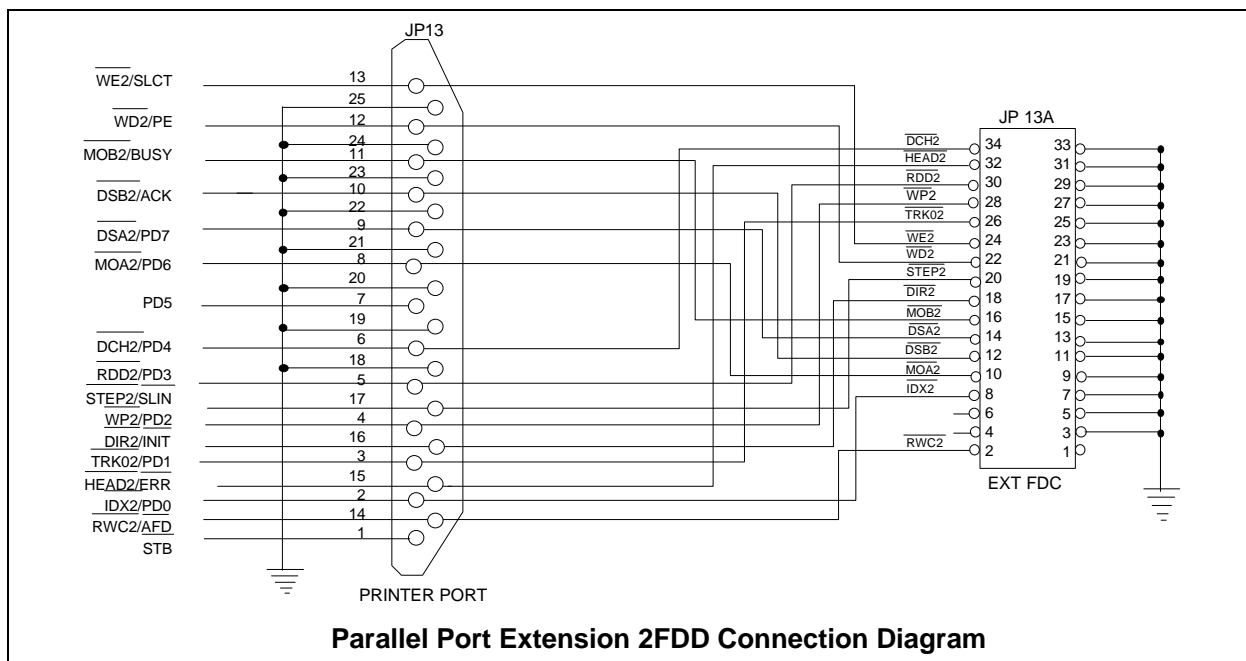 JP13
WE2/SLCT
13
25
WD2/PE
12
24
MOB2/BUSY
11
23
DSB2/ACK
10
22
DSA2/PD7
9
21
MOA2/PD6
8
20
PD5
7
19
DCH2/PD4
6
18
RDD2/PD3
5
STEP2/SLIN
17
WP2/PD2
4
DIR2/INIT
16
TRK02/PD1
3
HEAD2/ERR
15
IDX2/PD0
2
RWC2/AFD
14
STB
1
PRINTER PORT
JP 13A
DCH2 34 33
HEAD2 32 31
RDD2 30 29
WP2 28 27
TRK02 26 25
WE2 24 23
WD2 22 21
STEP2 20 19
DIR2 18 17
MOB2 16 15
DSA2 14 13
DSB2 12 11
MOA2 10 9
IDX2 8 7
6 5
4 3
RWC2 2 1
EXT FDC
Parallel Port Extension 2FDD Connection Diagram